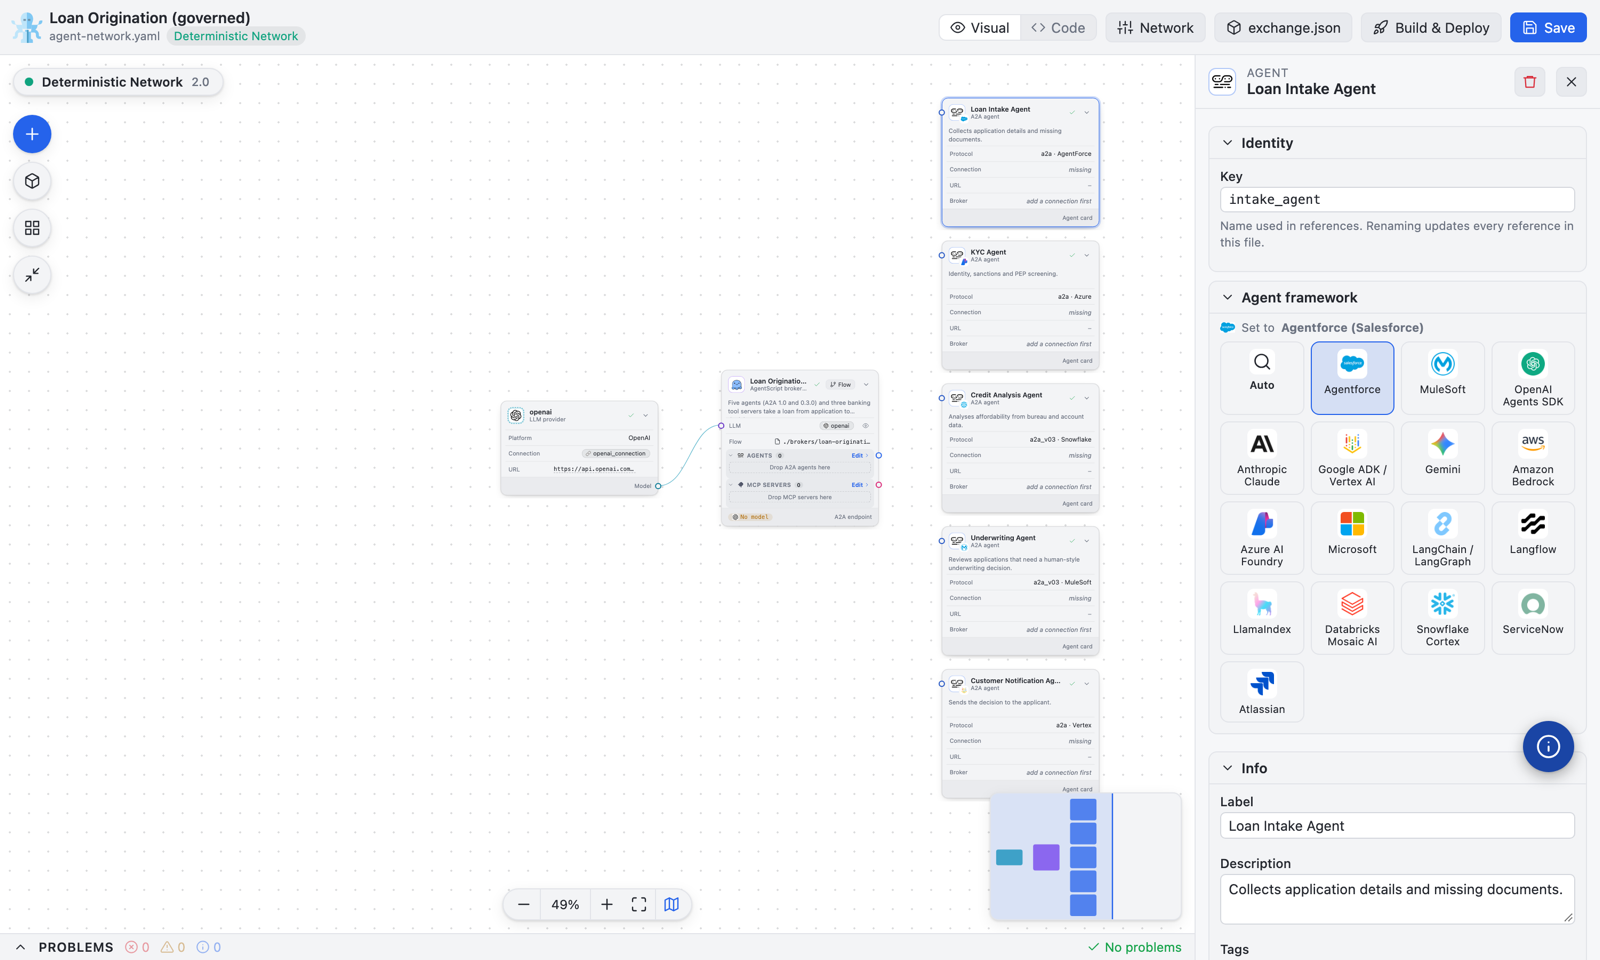 Loan Origination (governed)
agent-network.yaml Deterministic Network
Visual
Code
Network
exchange.json
Build & Deploy
Save
Deterministic Network 2.0
openai
LLM provider
Platform OpenAI
Connection openai_connection
URL https://api.openai.com...
Model
Loan Originatio...
AgentScript broker...
Flow
Five agents (A2A 1.0 and 0.3.0) and three banking
tool servers take a loan from application to...
LLM openai
Flow ./brokers/loan-originati...
AGENTS 0 Edit
Drop A2A agents here
MCP SERVERS 0 Edit
Drop MCP servers here
No model A2A endpoint
Loan Intake Agent
A2A agent
Collects application details and missing
documents.
Protocol a2a · AgentForce
Connection missing
URL –
Broker add a connection first
Agent card
KYC Agent
A2A agent
Identity, sanctions and PEP screening.
Protocol a2a · Azure
Connection missing
URL –
Broker add a connection first
Agent card
Credit Analysis Agent
A2A agent
Analyses affordability from bureau and account
data.
Protocol a2a_v03 · Snowflake
Connection missing
URL –
Broker add a connection first
Agent card
Underwriting Agent
A2A agent
Reviews applications that need a human-style
underwriting decision.
Protocol a2a_v03 · MuleSoft
Connection missing
URL –
Broker add a connection first
Agent card
Customer Notification Ag...
A2A agent
Sends the decision to the applicant.
Protocol a2a · Vertex
Connection missing
URL –
Broker add a connection first
Agent card
49%
PROBLEMS 0 0 0
No problems
AGENT
Loan Intake Agent
Identity
Key
intake_agent
Name used in references. Renaming updates every reference in
this file.
Agent framework
Set to Agentforce (Salesforce)
Auto
Agentforce
MuleSoft
OpenAI
Agents SDK
Anthropic
Claude
Google ADK /
Vertex AI
Gemini
Amazon
Bedrock
Azure AI
Foundry
Microsoft
LangChain /
LangGraph
Langflow
LlamaIndex
Databricks
Mosaic AI
Snowflake
Cortex
ServiceNow
Atlassian
Info
Label
Loan Intake Agent
Description
Collects application details and missing documents.
Tags